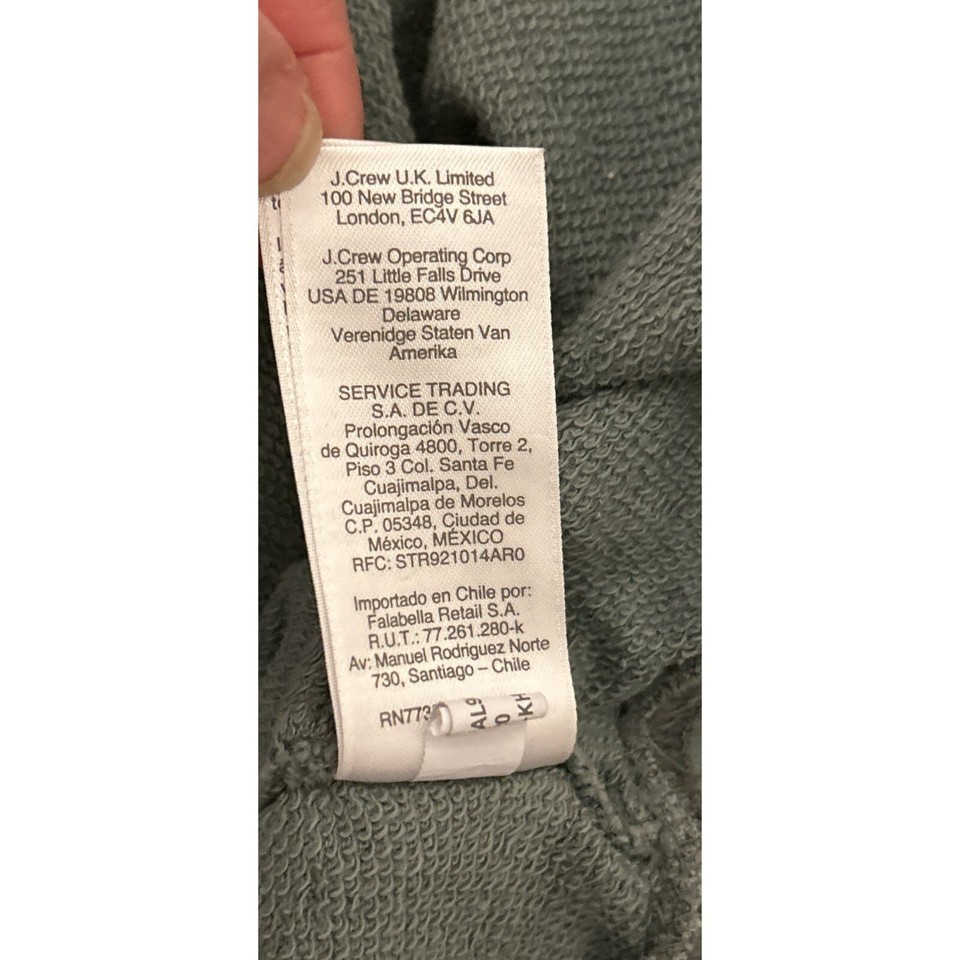 J.Crew U.K. Limited
100 New Bridge Street
London, EC4V 6JA
J.Crew Operating Corp
251 Little Falls Drive
USA DE 19808 Wilmington
Delaware
Verenidge Staten Van
Amerika
SERVICE TRADING
S.A. DE C.V.
Prolongación Vasco
de Quiroga 4800, Torre 2,
Piso 3 Col. Santa Fe
Cuajimalpa, Del.
Cuajimalpa de Morelos
C.P. 05348, Ciudad de
México, MÉXICO
RFC: STR921014AR0
Importado en Chile por:
Falabella Retail S.A.
R.U.T.: 77.261.280-k
Av: Manuel Rodriguez Norte
730, Santiago – Chile